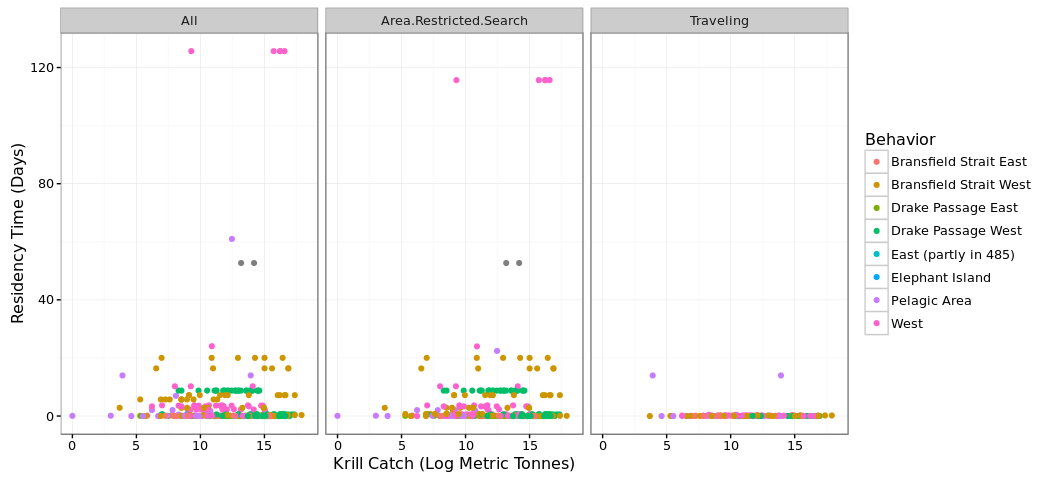 All Area.Restricted.Search Traveling
Residency Time (Days)
120
80
40
0
0 5 10 15 0 5 10 15 0 5 10 15
Krill Catch (Log Metric Tonnes)
Behavior
Bransfield Strait East
Bransfield Strait West
Drake Passage East
Drake Passage West
East (partly in 485)
Elephant Island
Pelagic Area
West